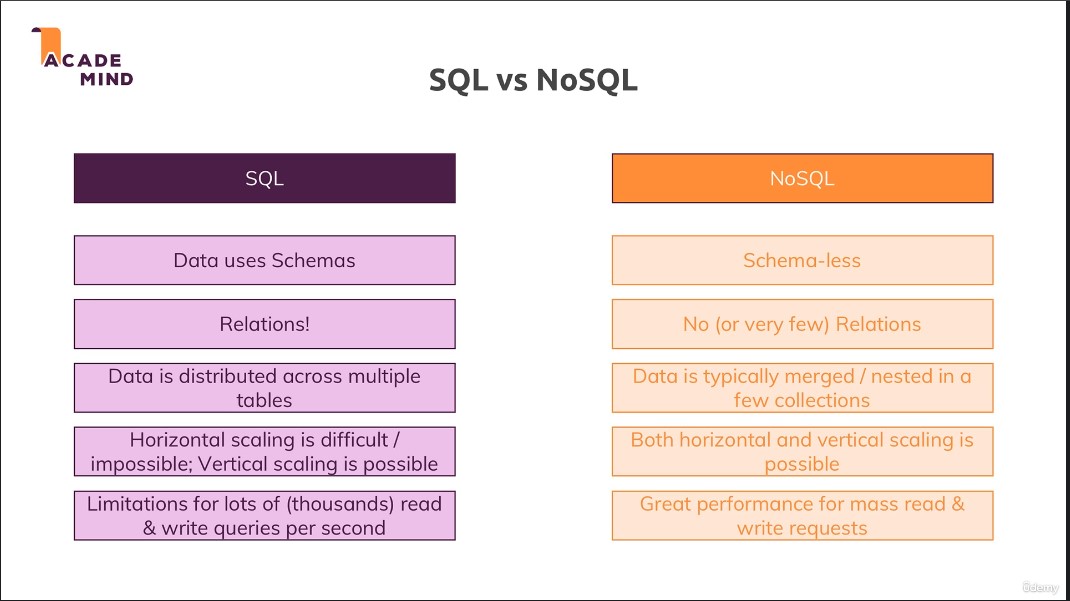 ACADE
MIND
SQL vs NoSQL
SQL
NoSQL
Data uses Schemas
Schema-less
Relations!
No (or very few) Relations
Data is distributed across multiple
tables
Data is typically merged / nested in a
few collections
Horizontal scaling is difficult /
impossible; Vertical scaling is possible
Both horizontal and vertical scaling is
possible
Limitations for lots of (thousands) read
& write queries per second
Great performance for mass read &
write requests
ûdemy